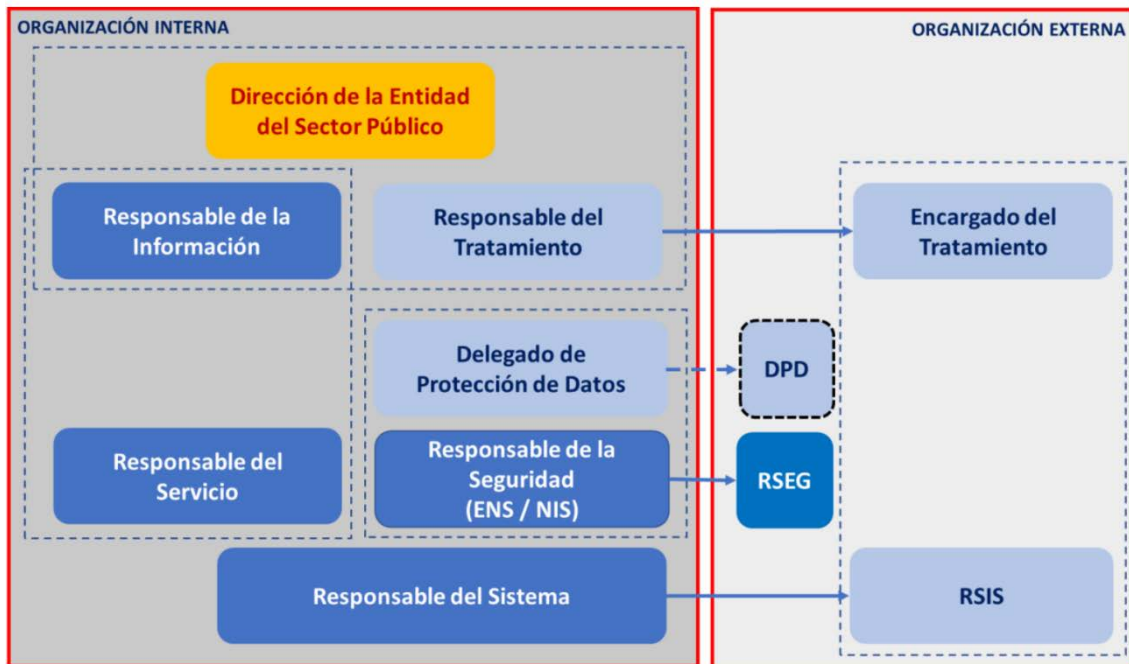 ORGANIZACIÓN INTERNA
ORGANIZACIÓN EXTERNA
Dirección de la Entidad
del Sector Público
Responsable de la
Información
Responsable del
Tratamiento
Encargado del
Tratamiento
Delegado de
Protección de Datos
DPD
Responsable del
Servicio
Responsable de la
Seguridad
(ENS / NIS)
RSEG
Responsable del Sistema
RSIS